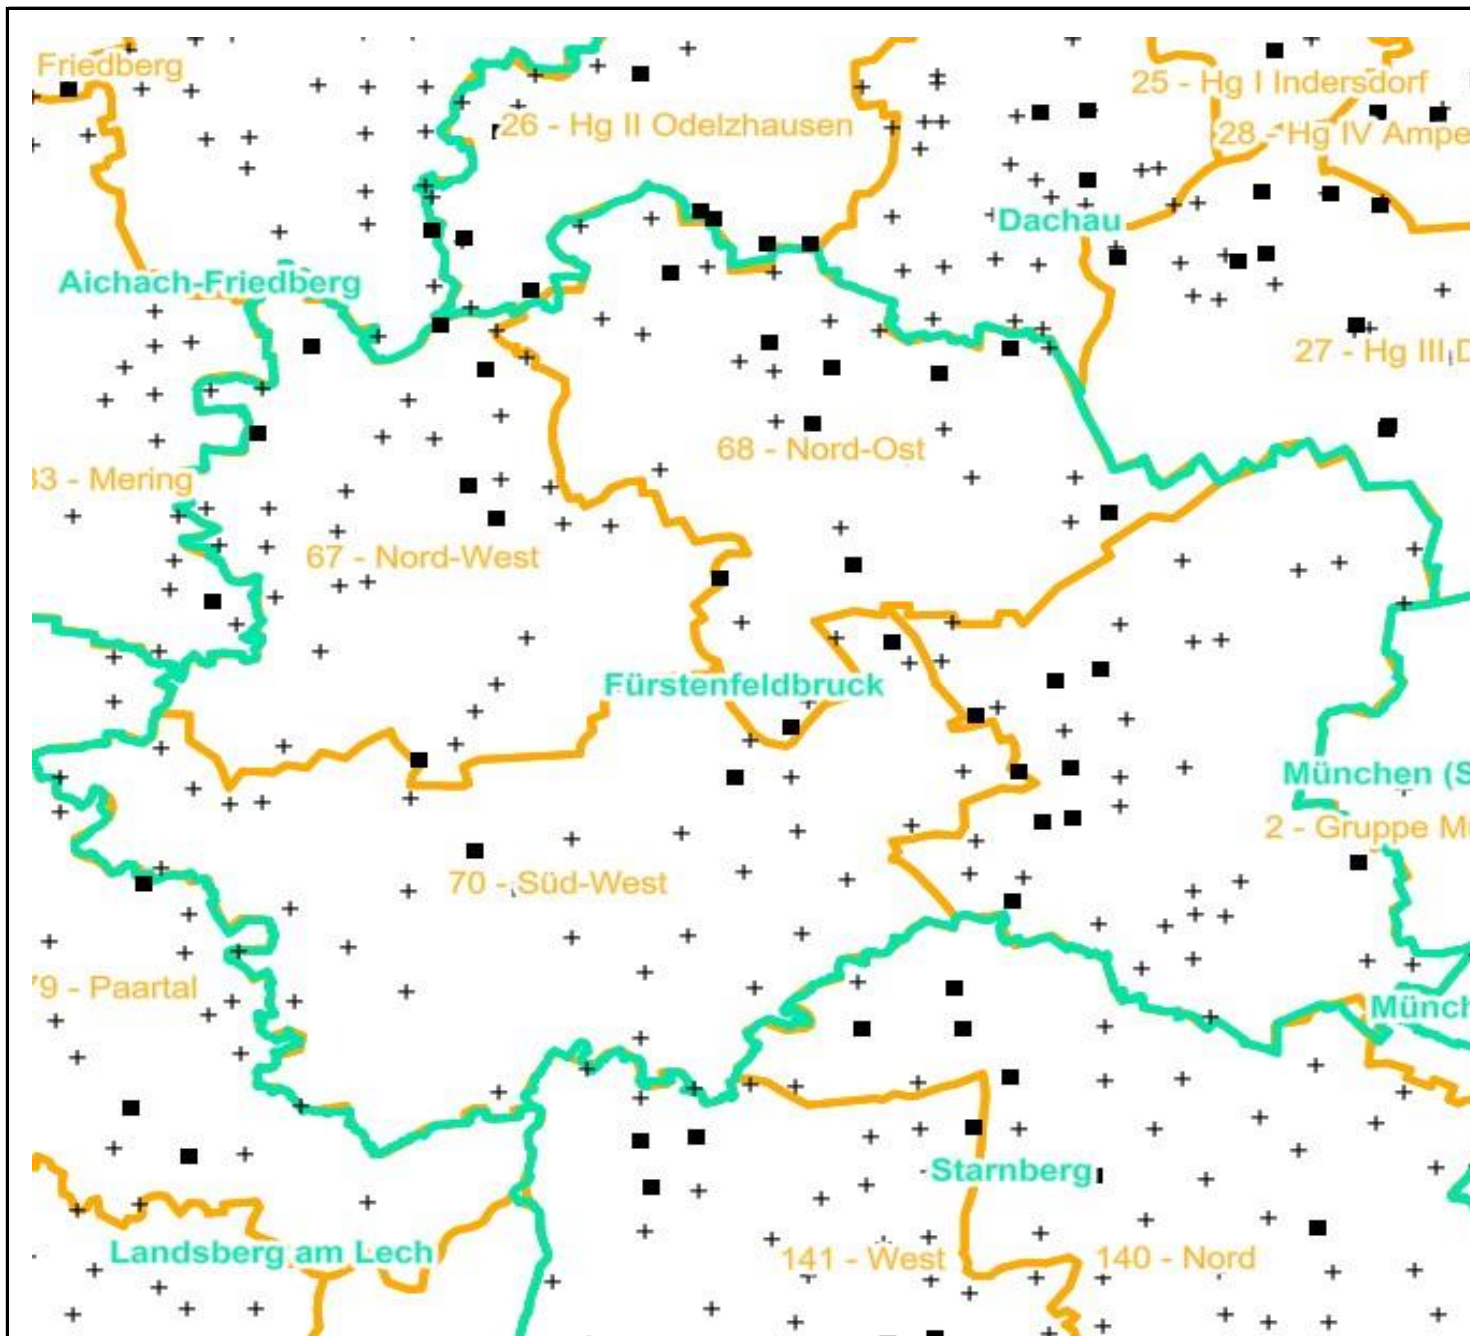 Friedberg
25 - Hg I Indersdorf
26 - Hg II Odelzhausen
28 - Hg IV Ampe
Dachau
Aichach-Friedberg
27 - Hg III D
68 - Nord-Ost
33 - Mering
67 - Nord-West
Fürstenfeldbruck
München (S
2 - Gruppe Mü
70 - Süd-West
79 - Paartal
Münch
Starnberg
Landsberg am Lech
141 - West
140 - Nord